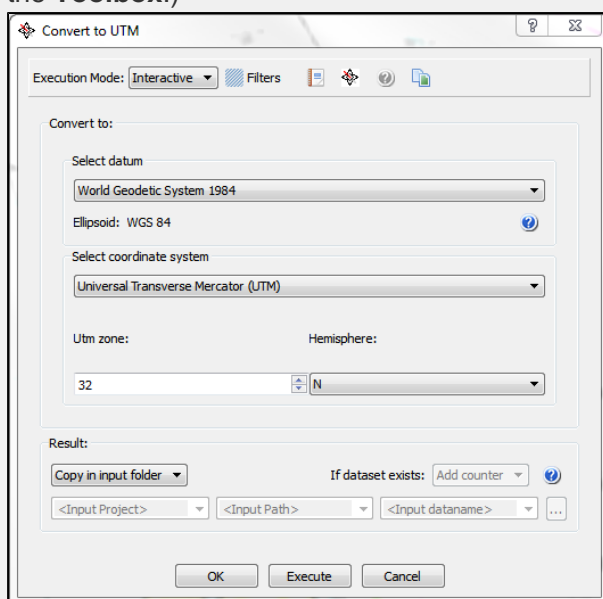 the Toolbox.)
Convert to UTM
Execution Mode: Interactive Filters
Convert to:
Select datum
World Geodetic System 1984
Ellipsoid: WGS 84
Select coordinate system
Universal Transverse Mercator (UTM)
Utm zone: Hemisphere:
32 N
Result:
Copy in input folder If dataset exists: Add counter
<Input Project> <Input Path> <Input dataname> ...
OK Execute Cancel